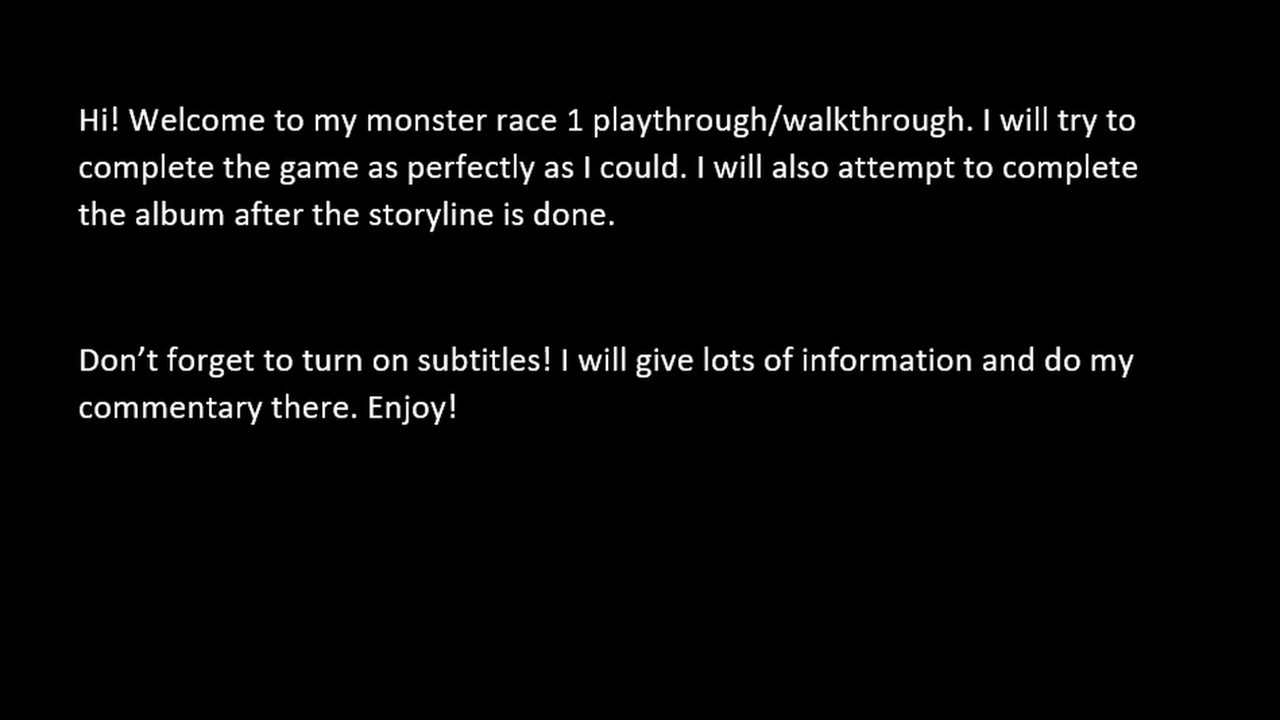 Hi! Welcome to my monster race 1 playthrough/walkthrough. I will try to
complete the game as perfectly as I could. I will also attempt to complete
the album after the storyline is done.
Don’t forget to turn on subtitles! I will give lots of information and do my
commentary there. Enjoy!